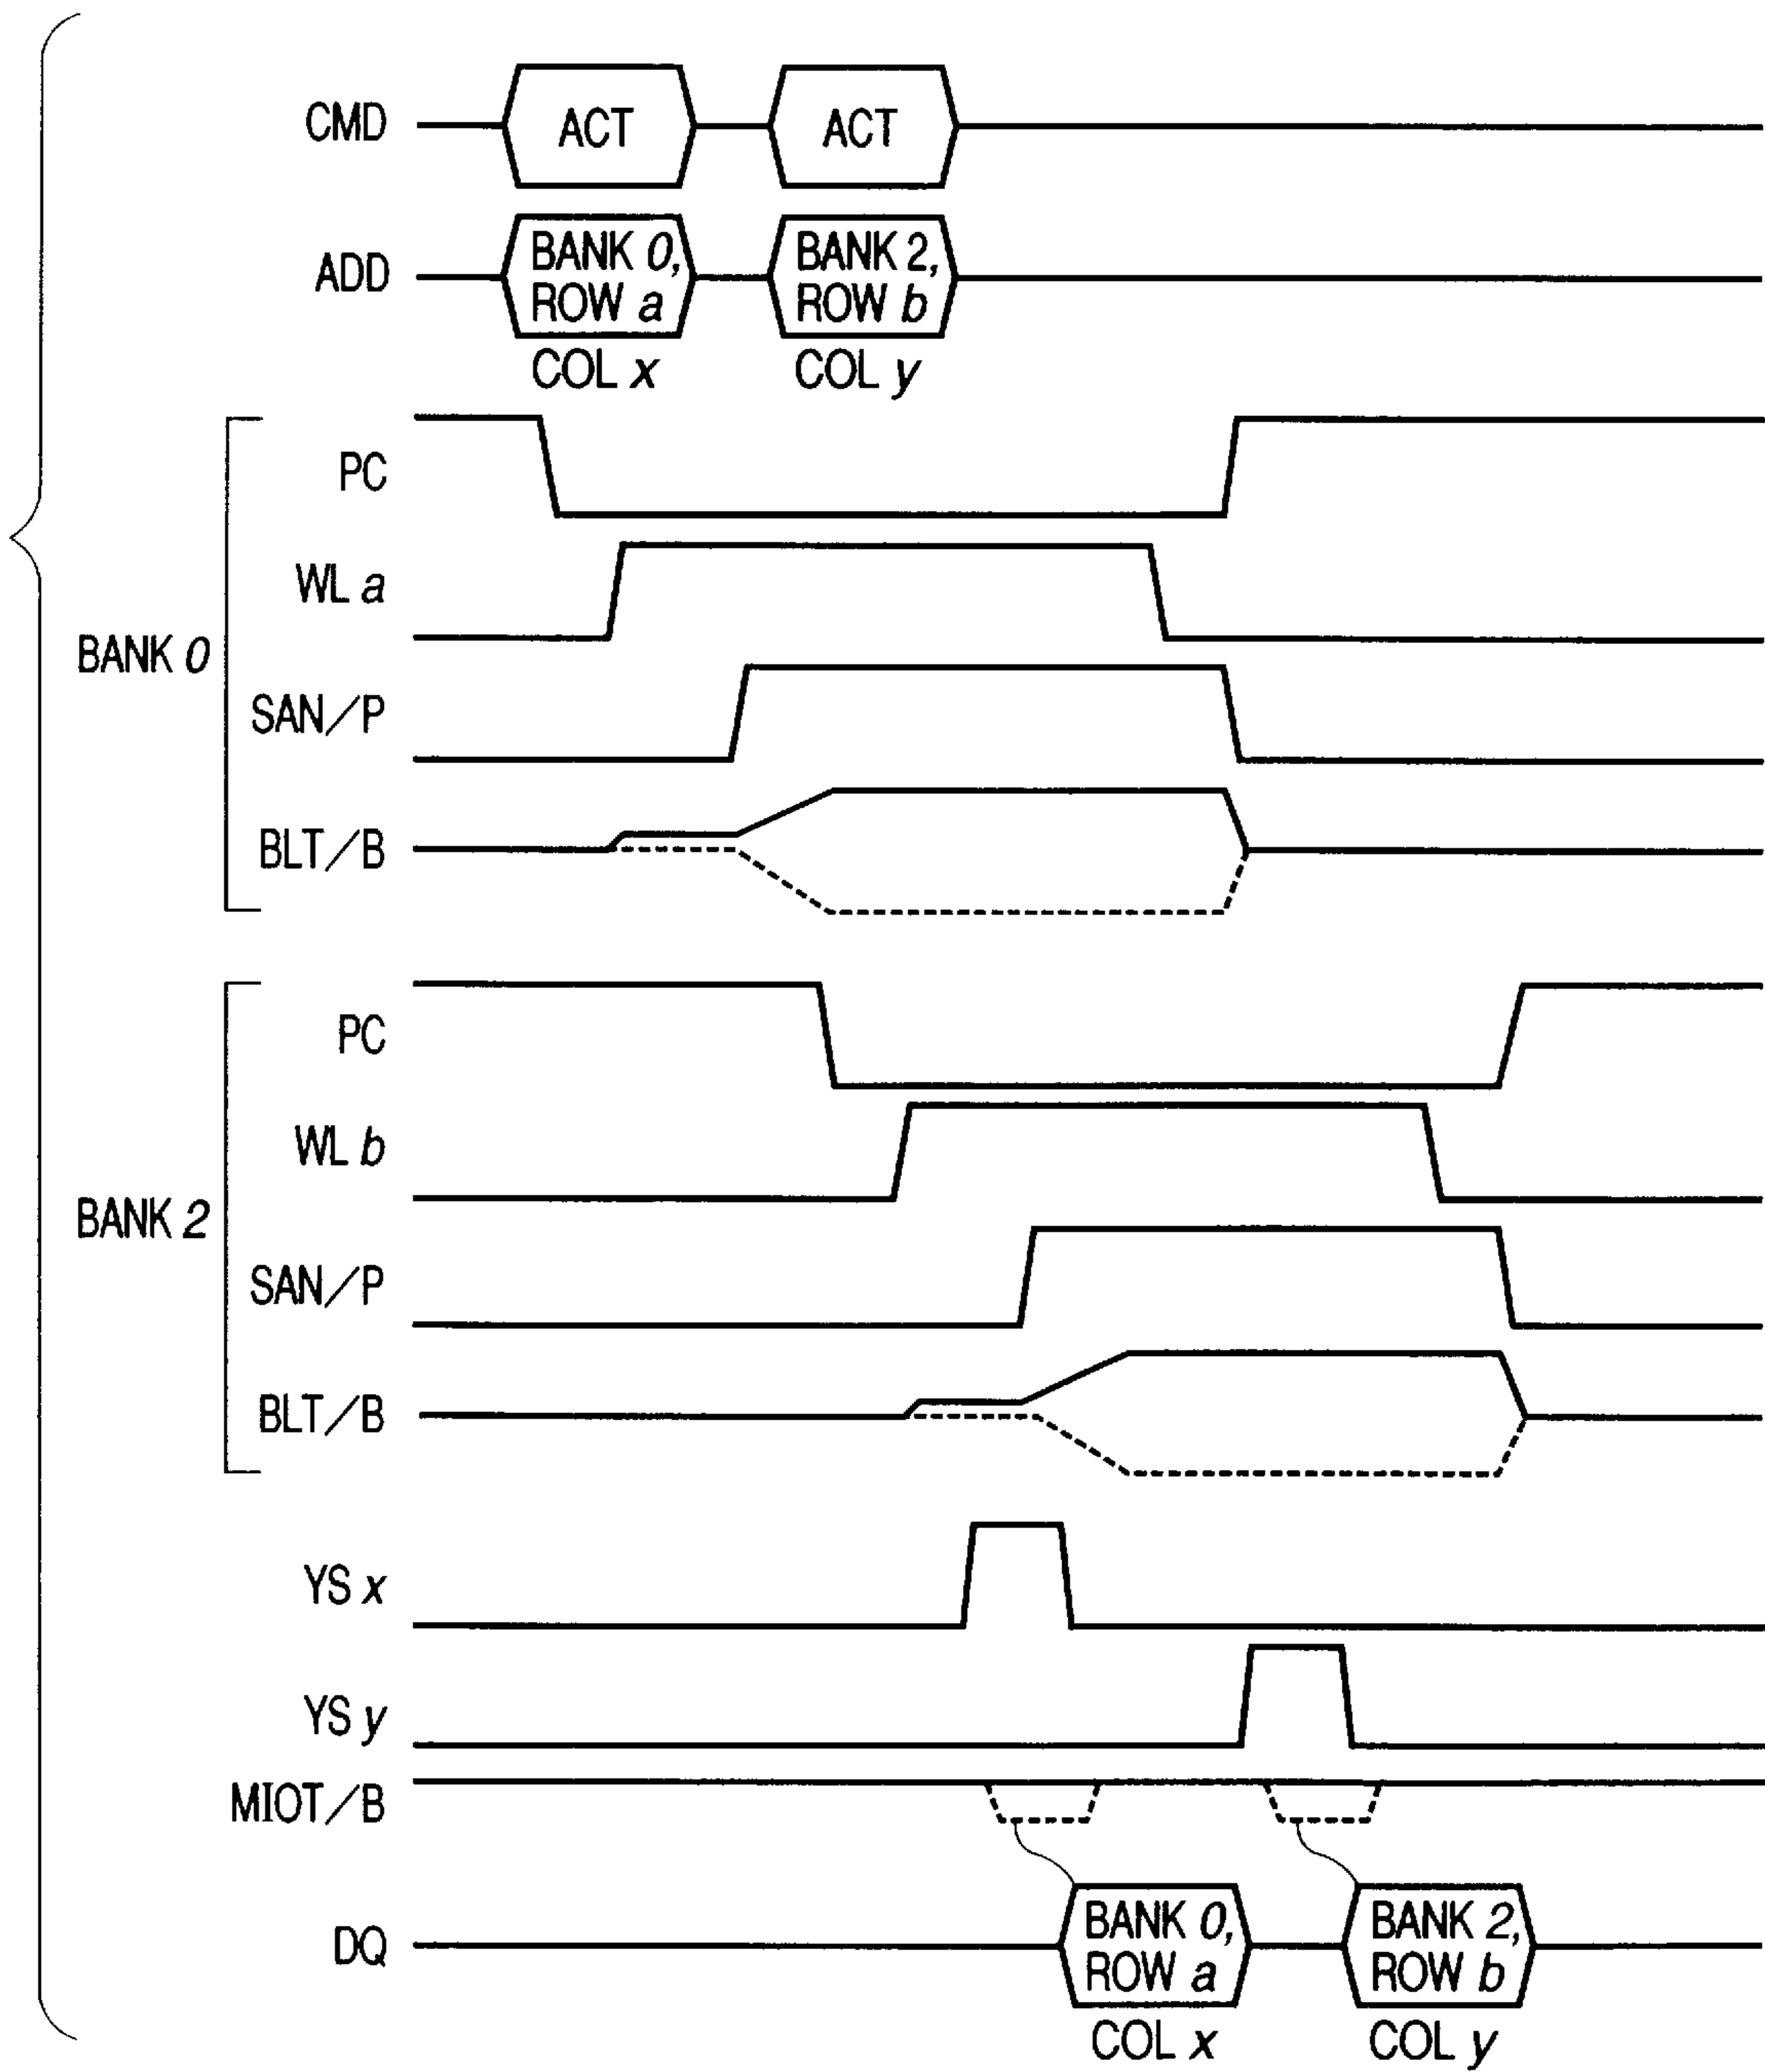 CMD
ACT
ACT
ADD
BANK 0,
ROW a
BANK 2,
ROW b
COL x
COL y
BANK 0
PC
WL a
SAN/P
BLT/B
BANK 2
PC
WL b
SAN/P
BLT/B
YS x
YS y
MIOT/B
DQ
BANK 0,
ROW a
BANK 2,
ROW b
COL x
COL y